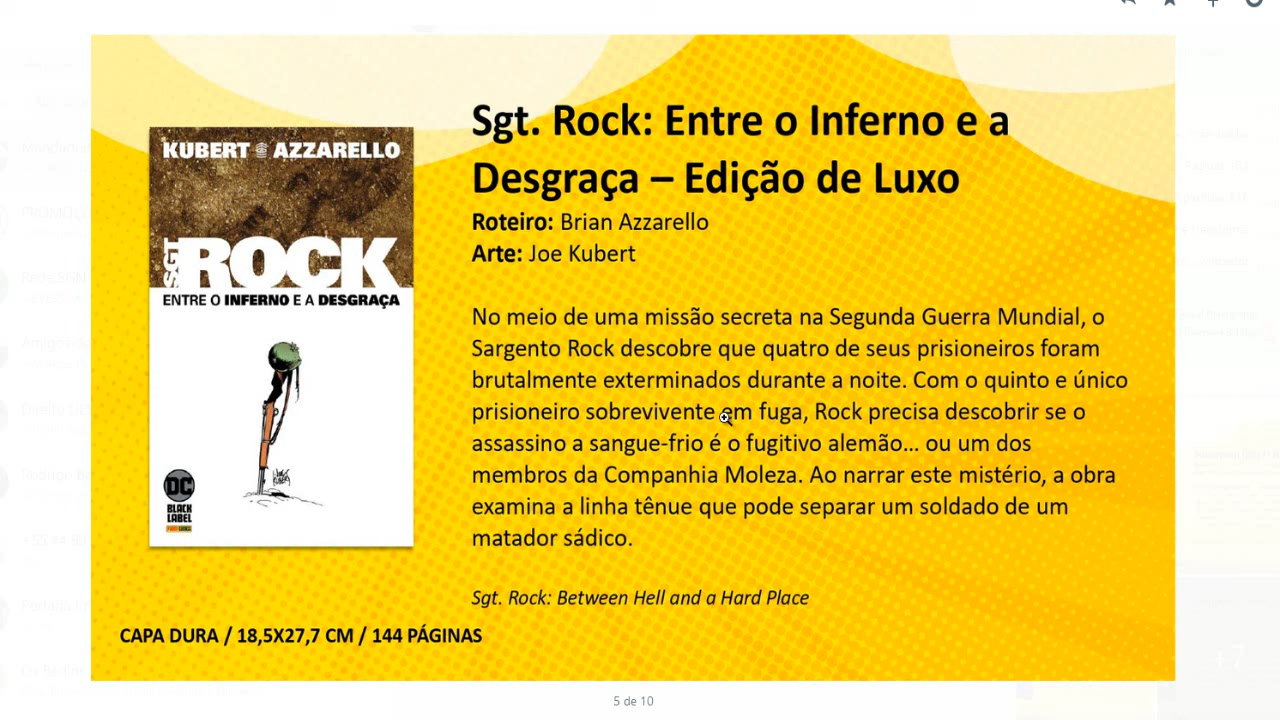 Sgt. Rock: Entre o Inferno e a
Desgraça – Edição de Luxo
Roteiro: Brian Azzarello
Arte: Joe Kubert
No meio de uma missão secreta na Segunda Guerra Mundial, o
Sargento Rock descobre que quatro de seus prisioneiros foram
brutalmente exterminados durante a noite. Com o quinto e único
prisioneiro sobrevivente em fuga, Rock precisa descobrir se o
assassino a sangue-frio é o fugitivo alemão... ou um dos
membros da Companhia Moleza. Ao narrar este mistério, a obra
examina a linha tênue que pode separar um soldado de um
matador sádico.
Sgt. Rock: Between Hell and a Hard Place
KUBERT E AZZARELLO
SGT ROCK
ENTRE O INFERNO E A DESGRAÇA
DC
BLACK
LABEL
CAPA DURA / 18,5X27,7 CM / 144 PÁGINAS
+7
5 de 10